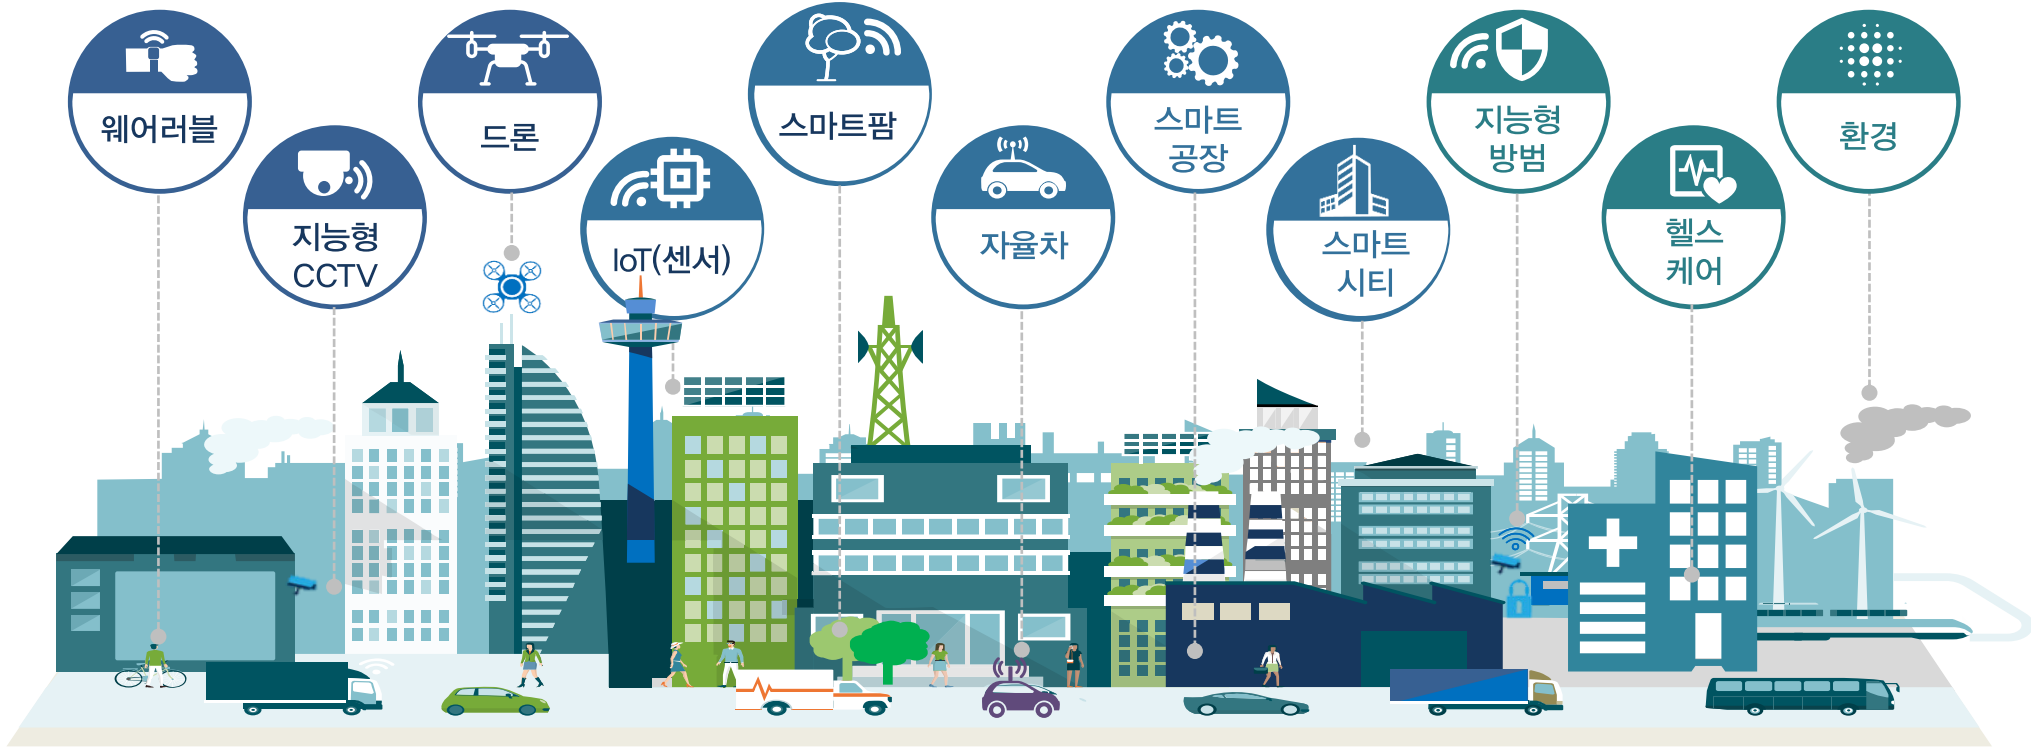 웨어러블
지능형
CCTV
드론
IoT(센서)
스마트팜
자율차
스마트
공장
스마트
시티
지능형
방범
헬스
케어
환경